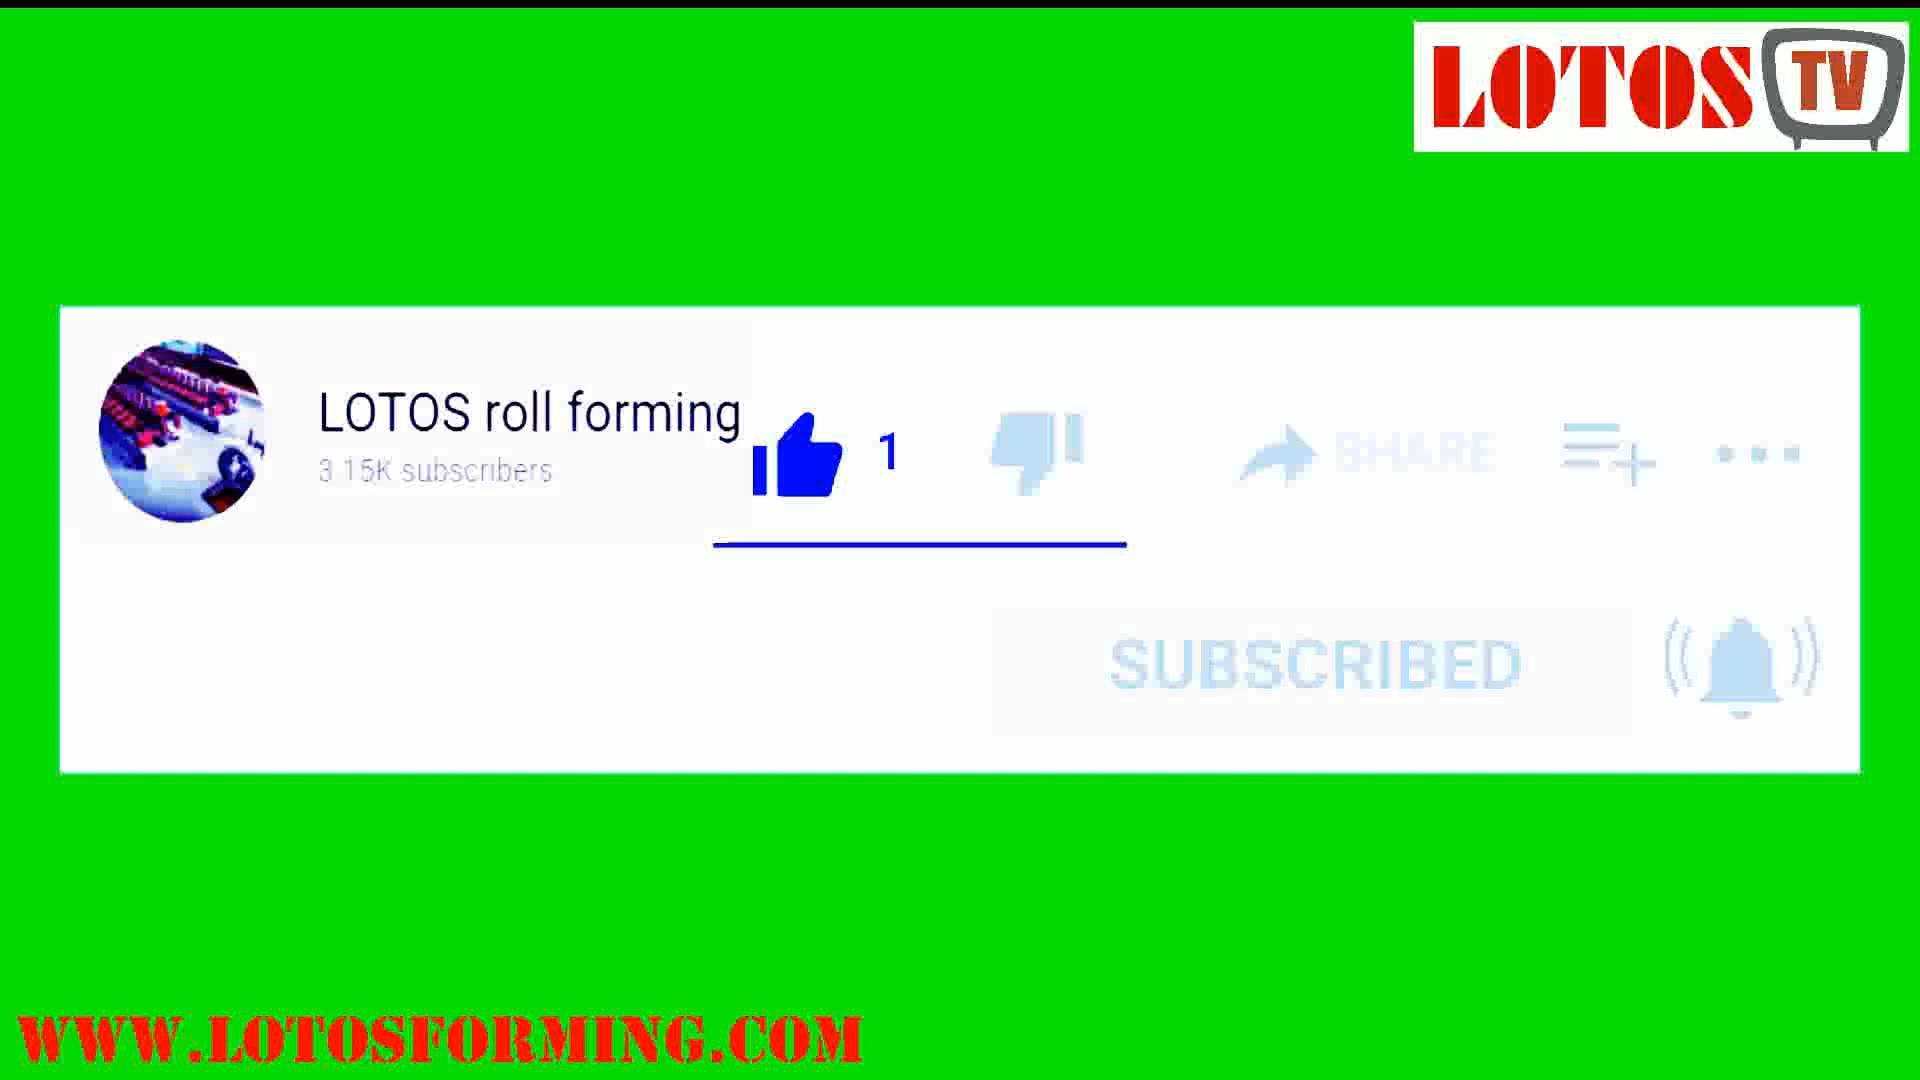 LOTOS TV
LOTOS roll forming
3.15K subscribers
1
SHARE
SUBSCRIBED
WWW.LOTOSFORMING.COM